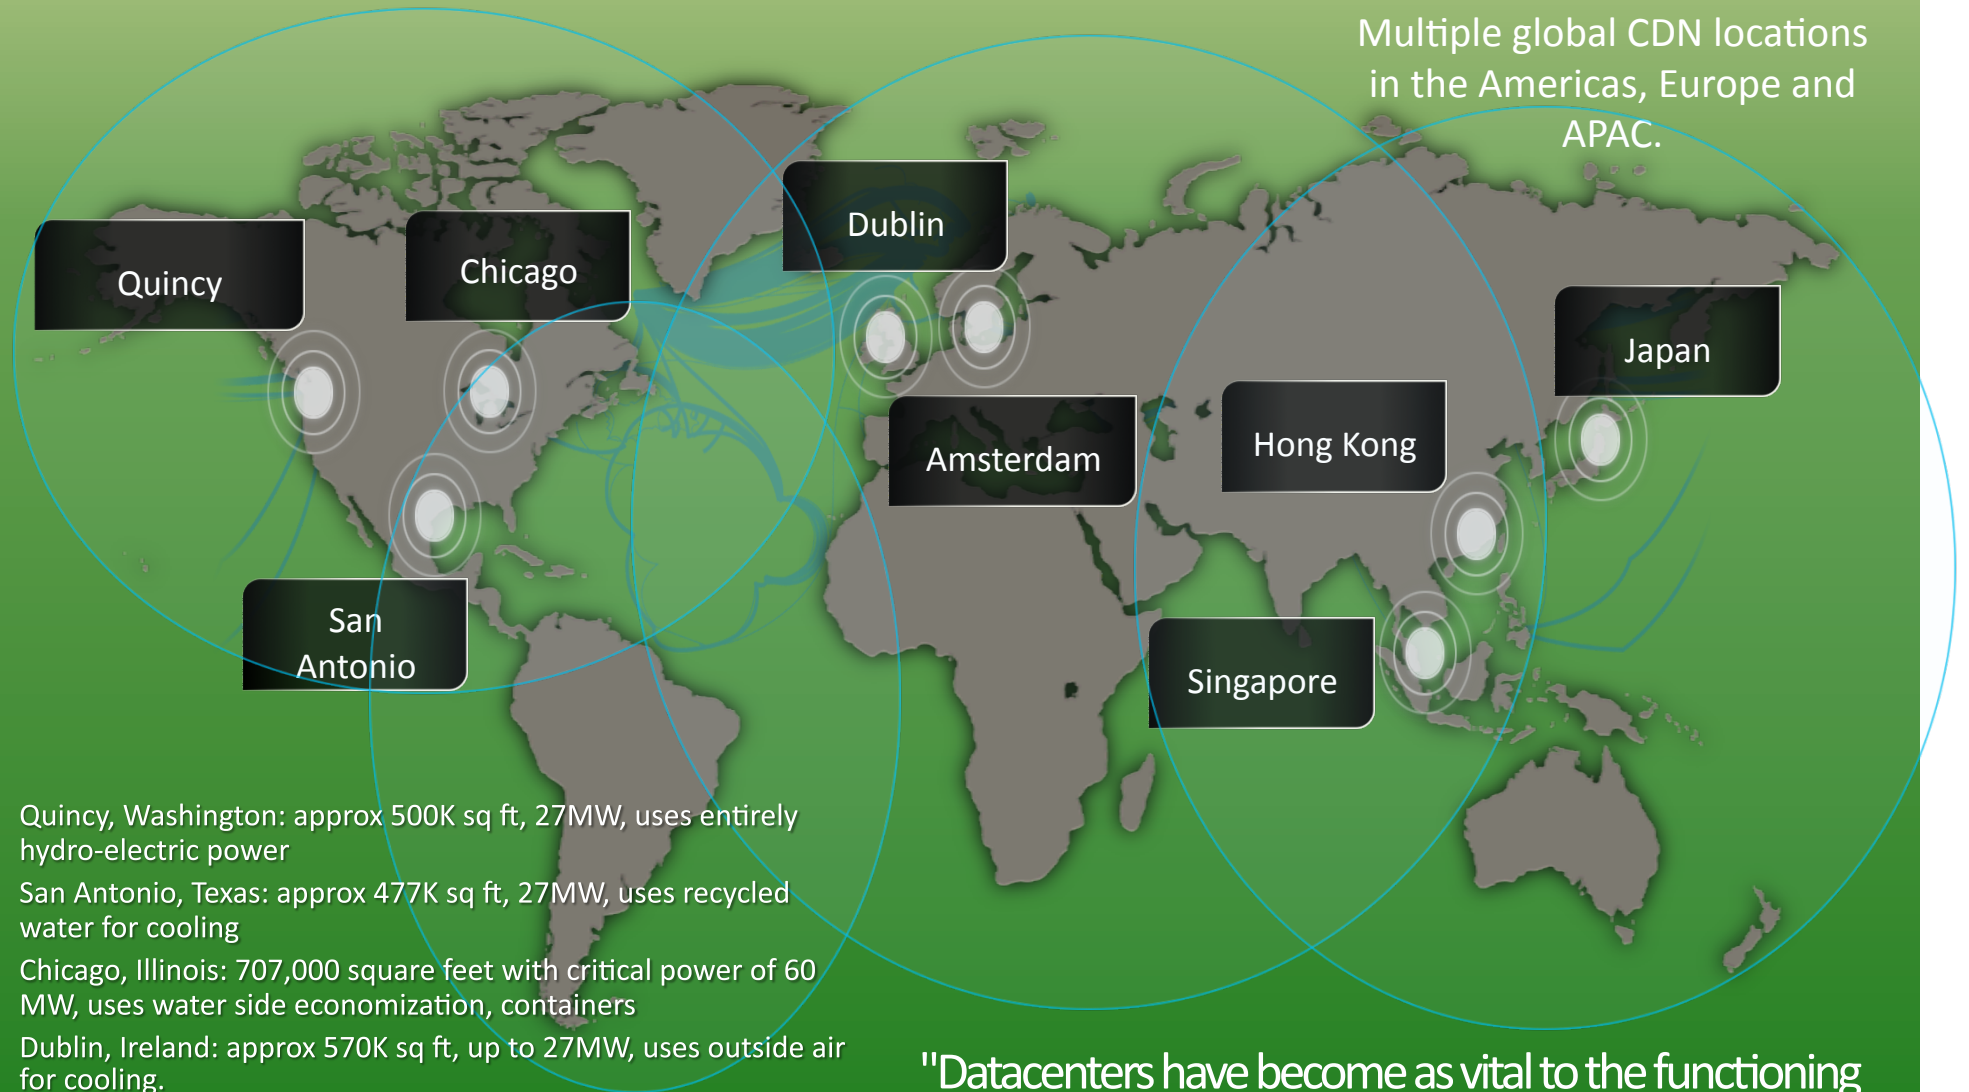 Multiple global CDN locations
in the Americas, Europe and
APAC.
Dublin
Quincy
Chicago
Japan
Amsterdam
Hong Kong
San
Antonio
Singapore
Quincy, Washington: approx 500K sq ft, 27MW, uses entirely
hydro-electric power
San Antonio, Texas: approx 477K sq ft, 27MW, uses recycled
water for cooling
Chicago, Illinois: 707,000 square feet with critical power of 60
MW, uses water side economization, containers
Dublin, Ireland: approx 570K sq ft, up to 27MW, uses outside air
for cooling.
"Datacenters have become as vital to the functioning